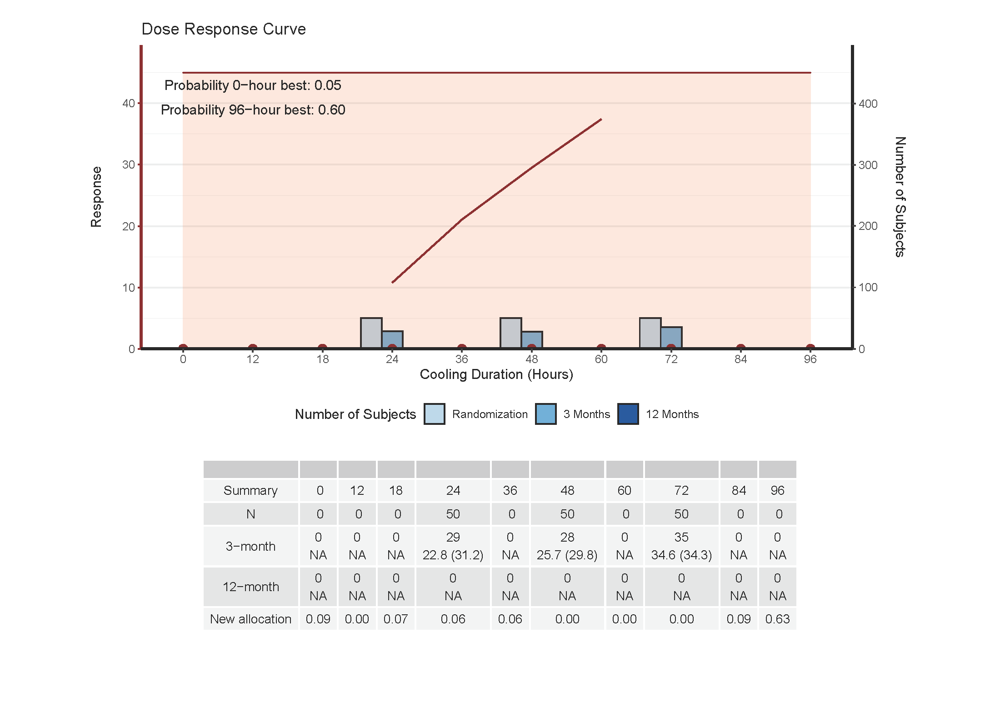 Dose Response Curve
Probability 0−hour best: 0.05
Probability 96−hour best: 0.60
40
30
20
10
0
Response
400
300
200
100
0
Number of Subjects
0 12 18 24 36 48 60 72 84 96
Cooling Duration (Hours)
Number of Subjects Randomization 3 Months 12 Months
Summary 0 12 18 24 36 48 60 72 84 96
N 0 0 0 50 0 50 0 50 0 0
3−month
0 0 0 29 0 28 0 35 0 0
NA NA NA 22.8 (31.2) NA 25.7 (29.8) NA 34.6 (34.3) NA NA
12−month
0 0 0 0 0 0 0 0 0 0
NA NA NA NA NA NA NA NA NA NA
New allocation 0.09 0.00 0.07 0.06 0.06 0.00 0.00 0.00 0.09 0.63